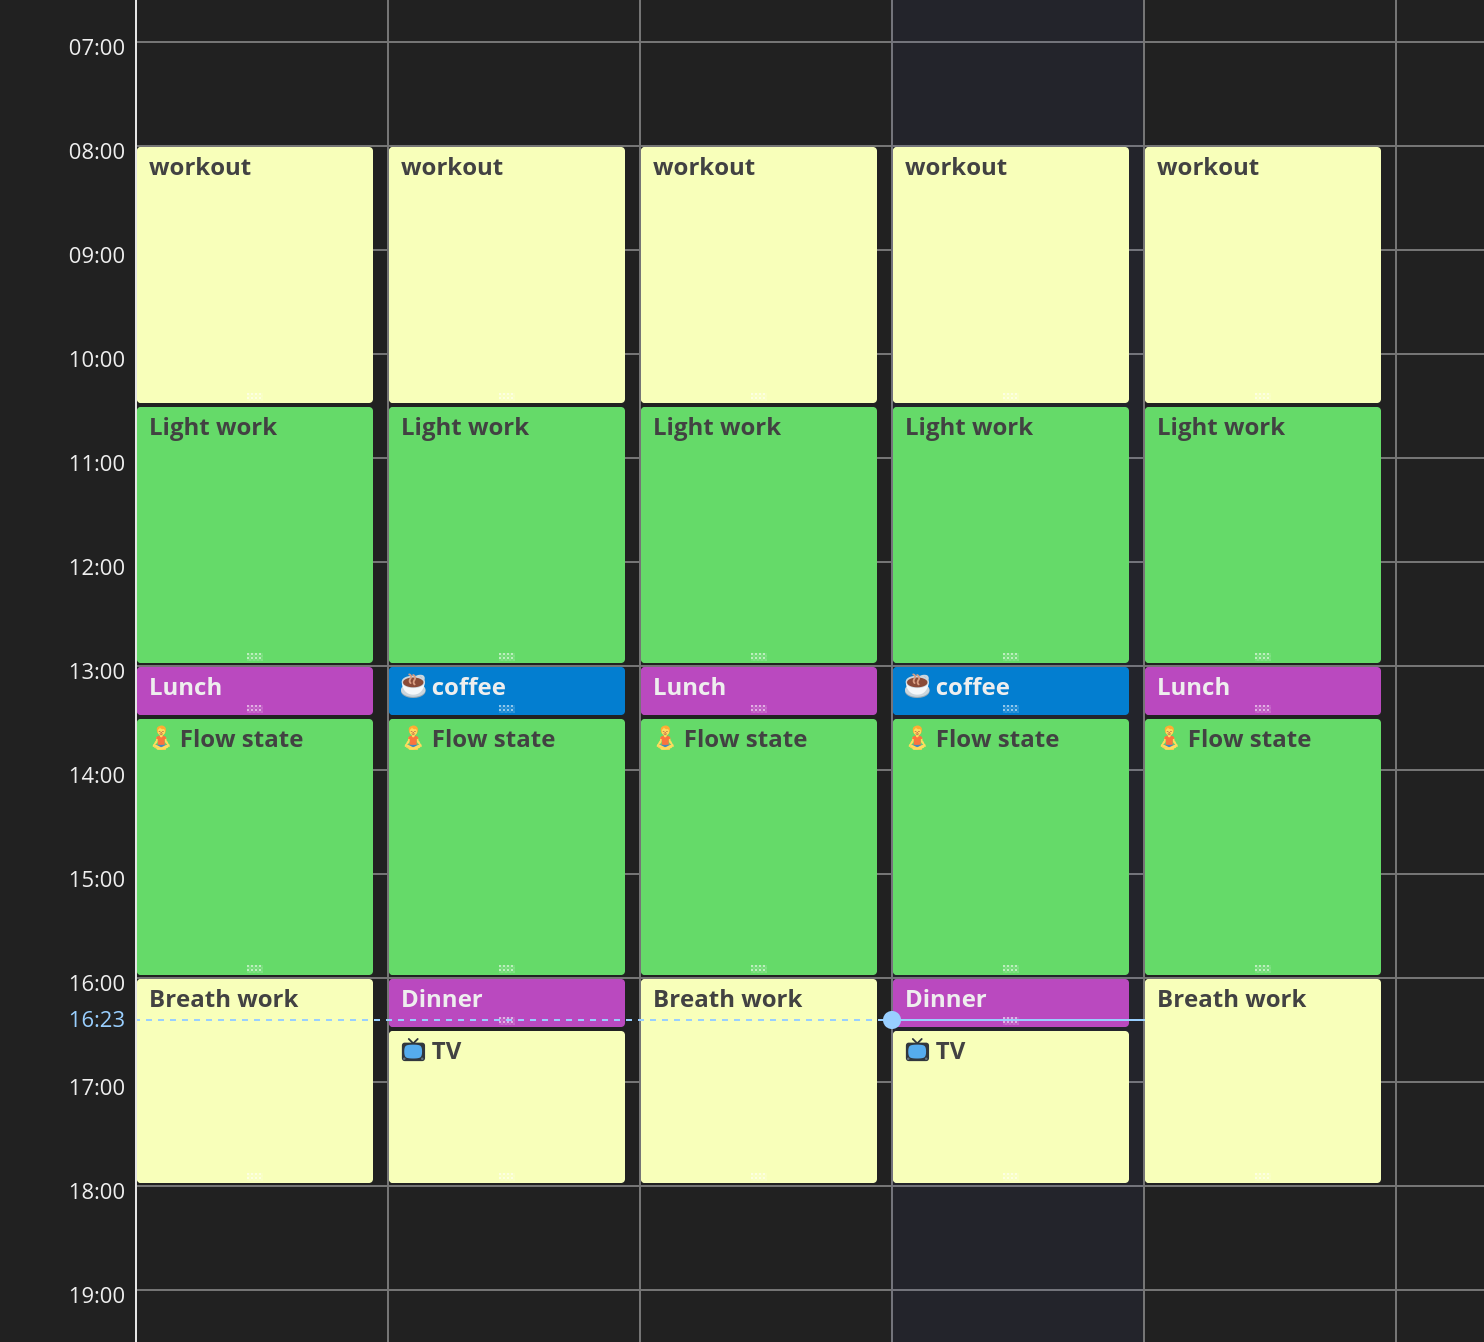 07:00
08:00
workout
workout
workout
workout
workout
09:00
10:00
Light work
Light work
Light work
Light work
Light work
11:00
12:00
13:00
Lunch
☕ coffee
Lunch
☕ coffee
Lunch
🧘 Flow state
🧘 Flow state
🧘 Flow state
🧘 Flow state
🧘 Flow state
14:00
15:00
16:00
Breath work
Dinner
Breath work
Dinner
Breath work
16:23
📺 TV
📺 TV
17:00
18:00
19:00